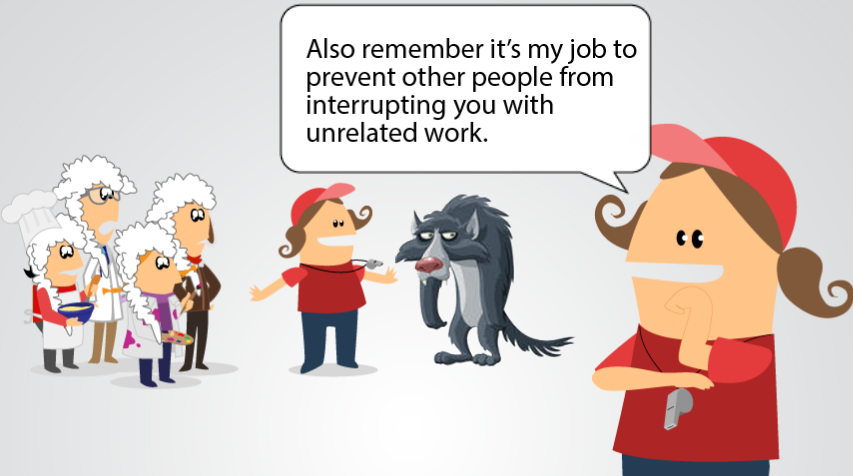 Also remember it’s my job to
prevent other people from
interrupting you with
unrelated work.